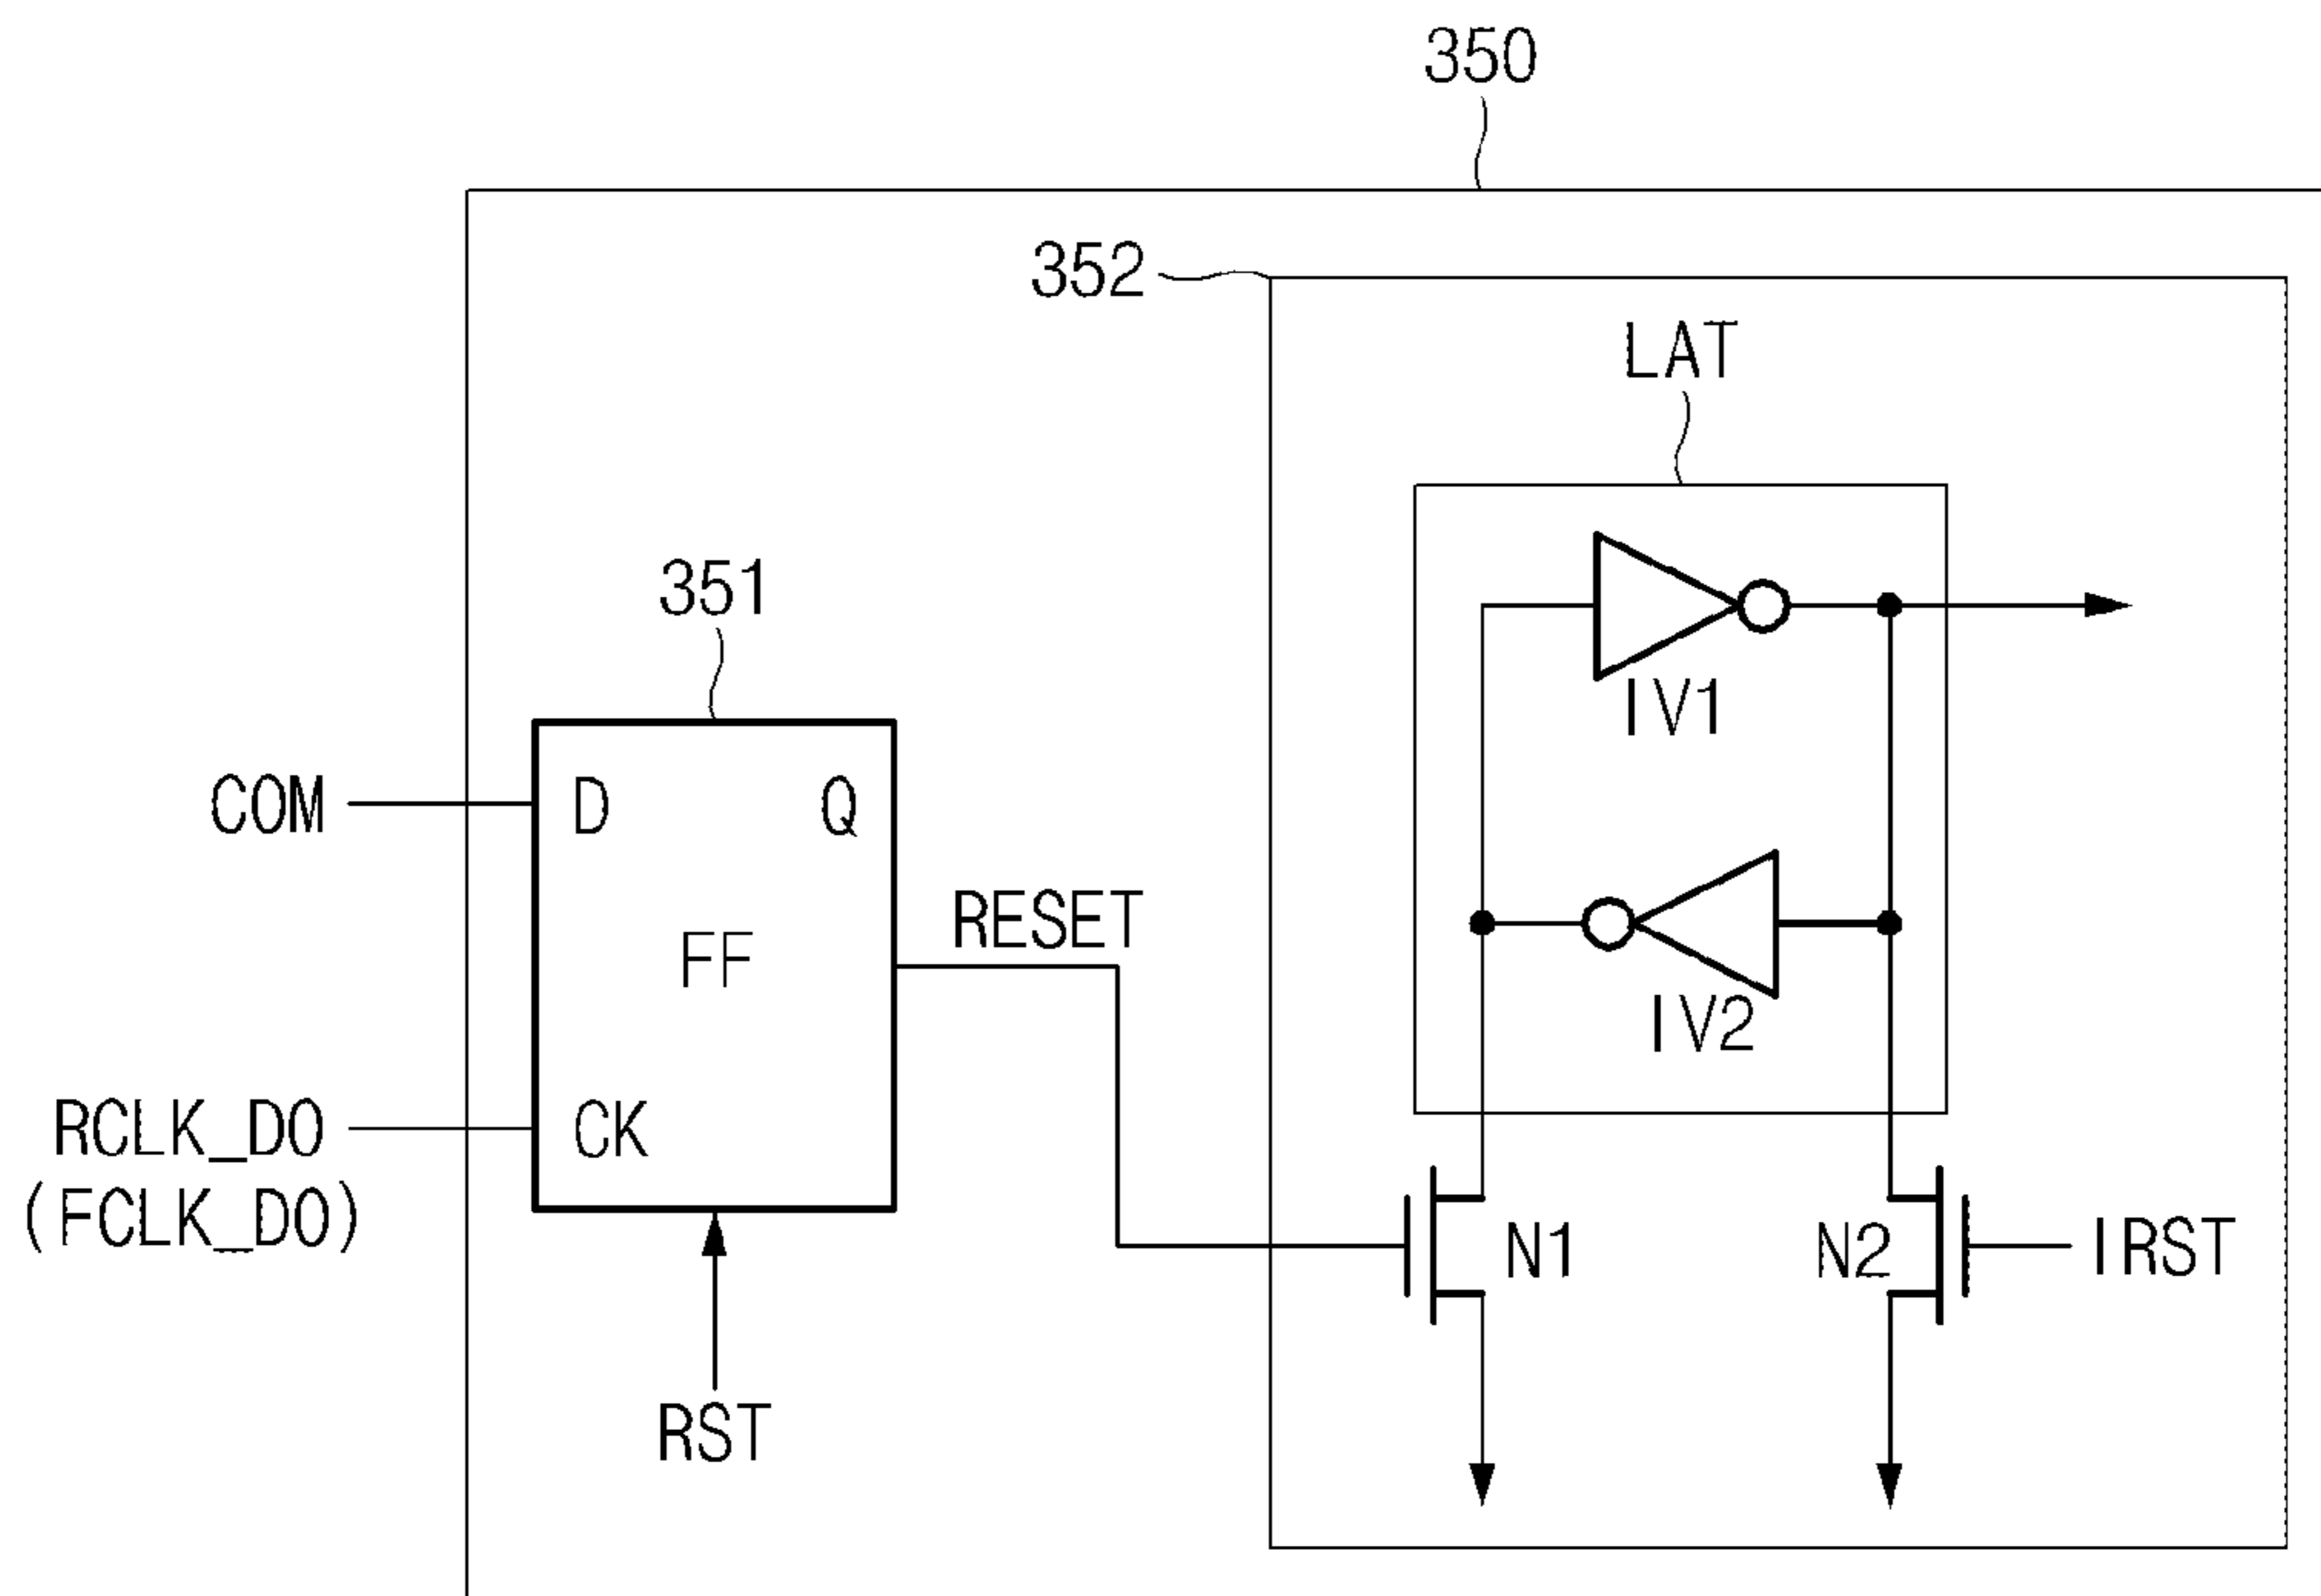 350
352
LAT
351
IV1
COM
D
Q
RESET
FF
IV2
RCLK_DO
CK
(FCLK_DO)
N1
N2
IRST
RST